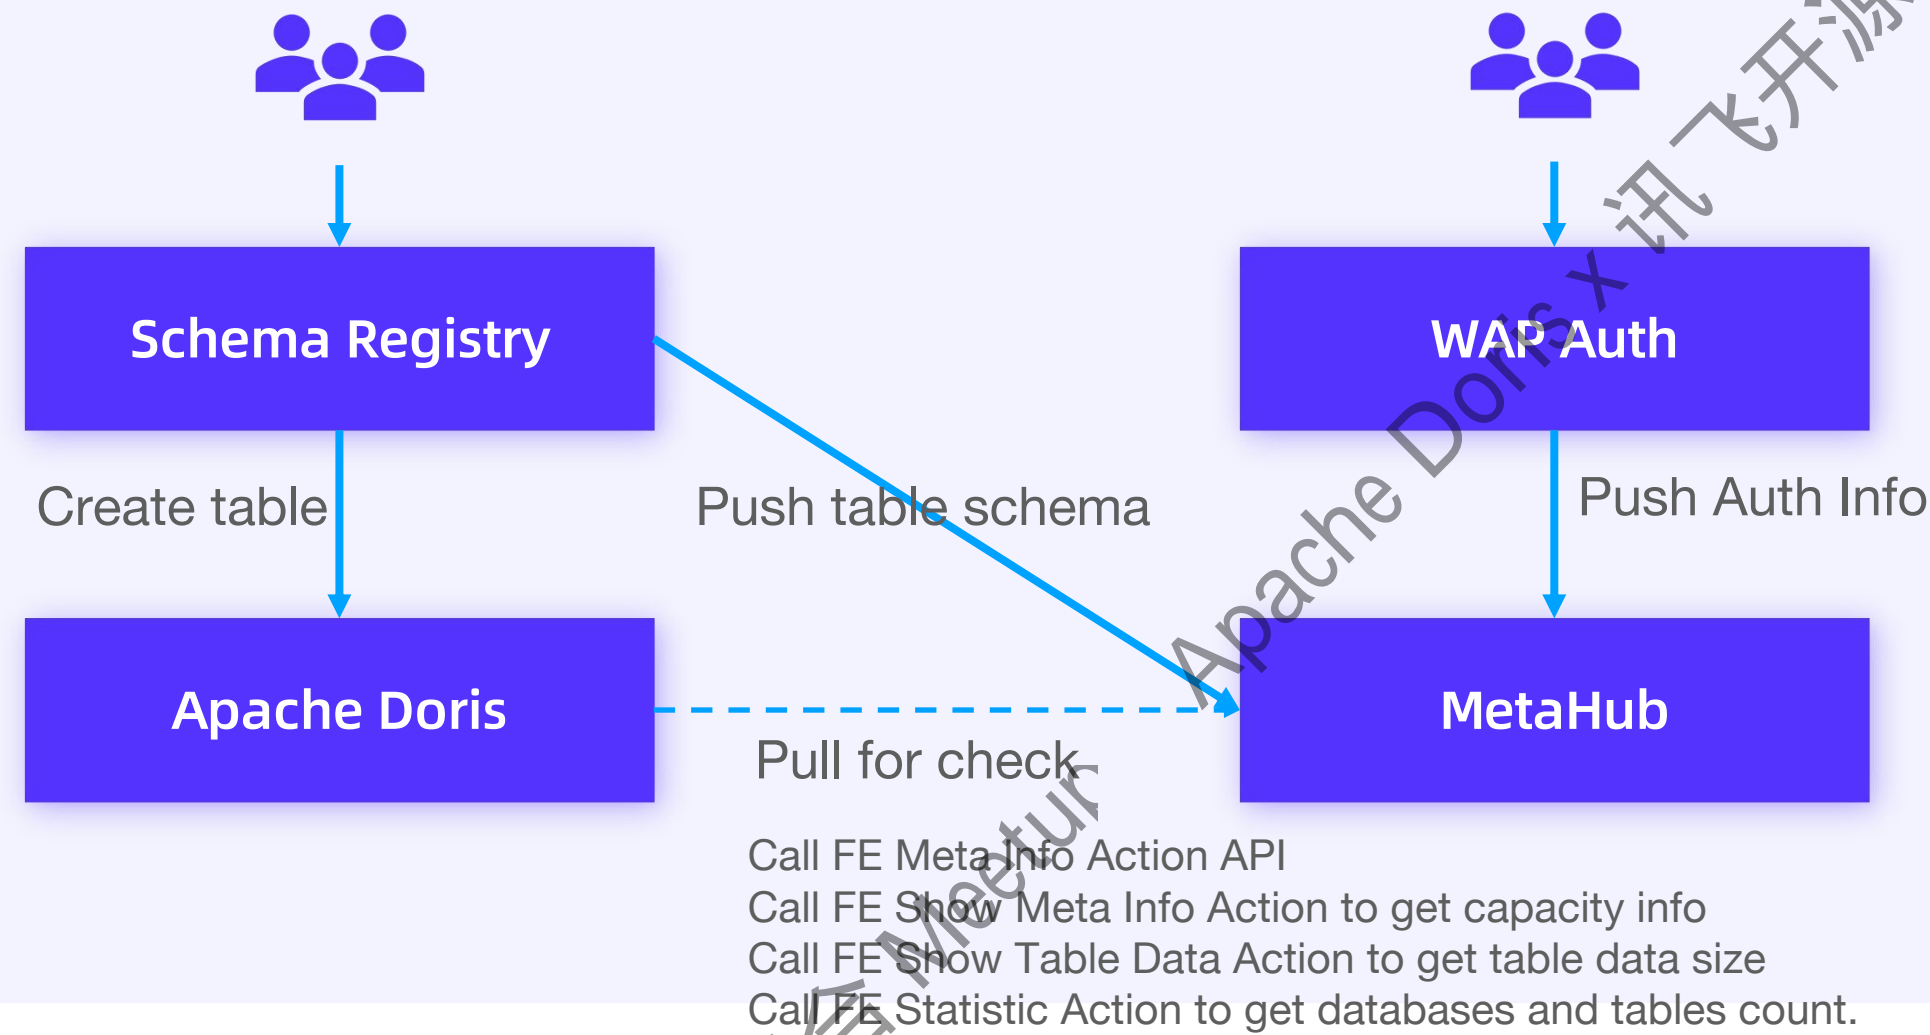 Schema Registry
WAP Auth
Create table
Push table schema
Push Auth Info
Apache Doris
MetaHub
Pull for check
Call FE Meta Info Action API
Call FE Show Meta Info Action to get capacity info
Call FE Show Table Data Action to get table data size
Call FE Statistic Action to get databases and tables count.
Apache Doris x 讯飞开源
合 Meetup